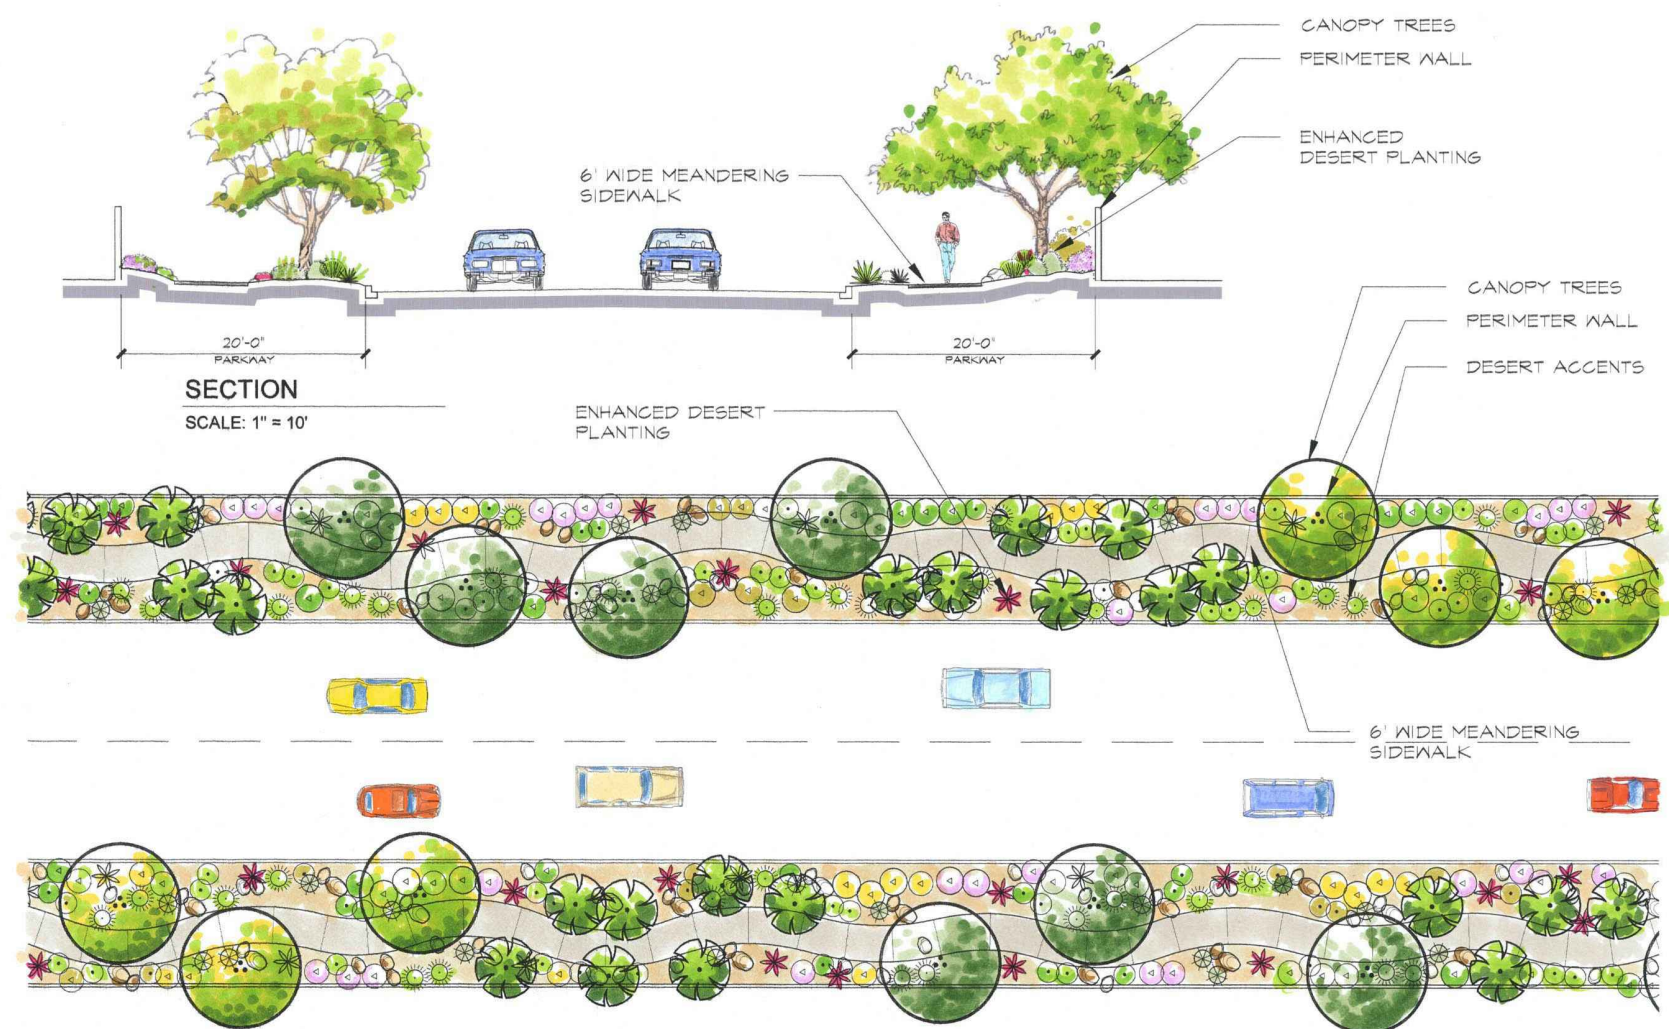 CANOPY TREES
PERIMETER WALL
ENHANCED
DESERT PLANTING
6' WIDE MEANDERING
SIDEWALK
20'-0"
PARKWAY
20'-0"
PARKWAY
SECTION
SCALE: 1" = 10'
CANOPY TREES
PERIMETER WALL
DESERT ACCENTS
ENHANCED DESERT
PLANTING
6' WIDE MEANDERING
SIDEWALK